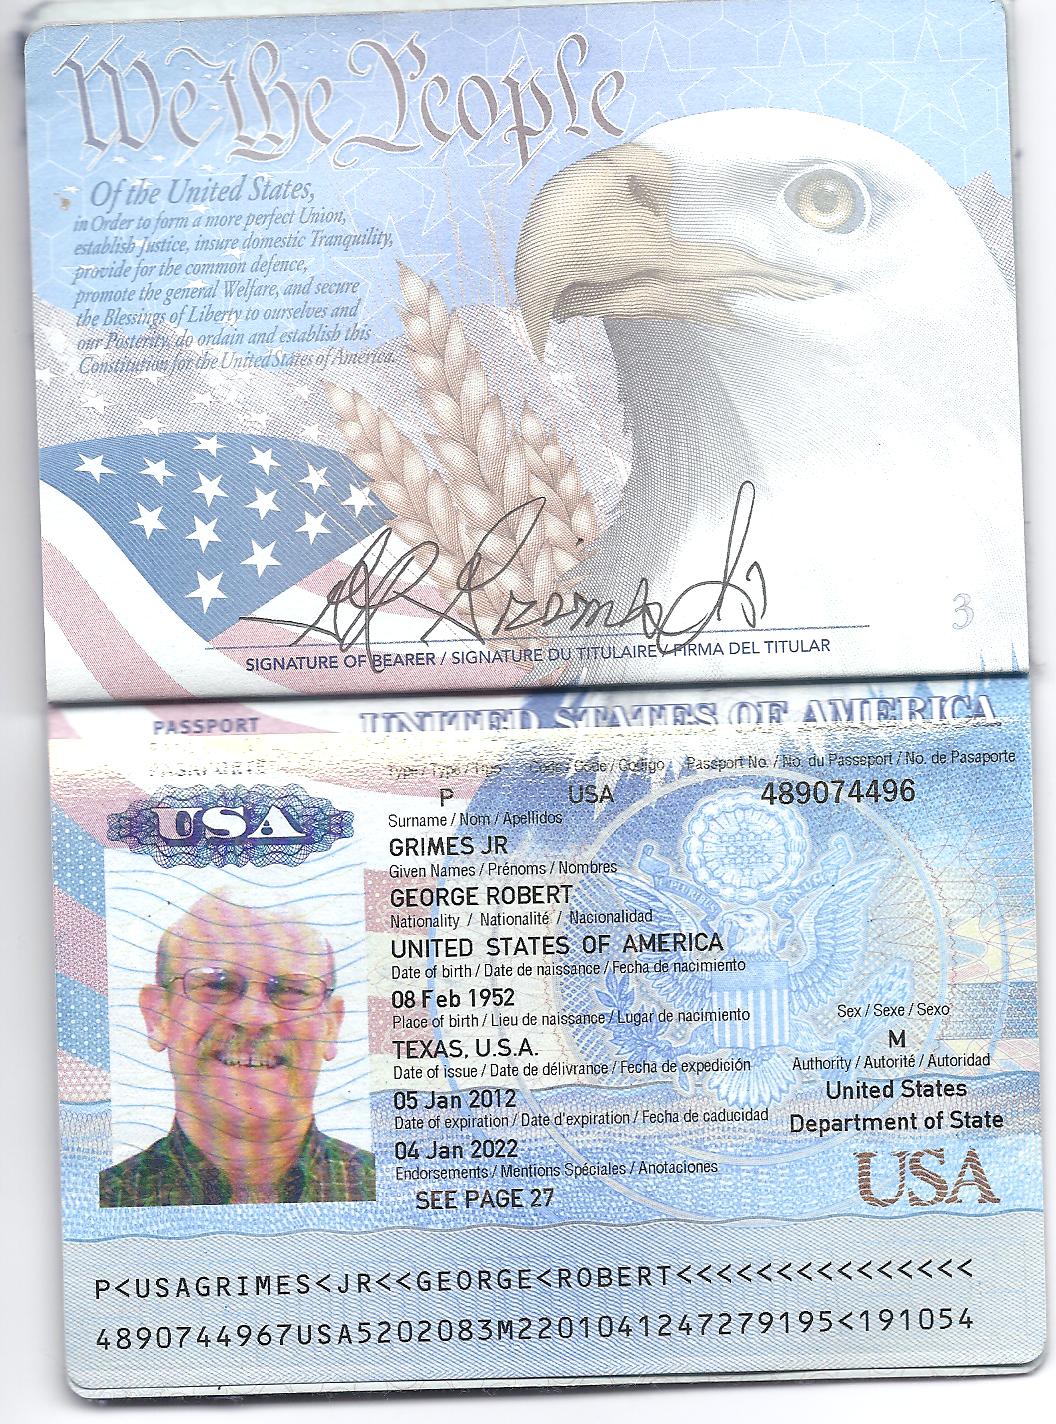 We the People
Of the United States,
in Order to form a more perfect Union,
establish Justice, insure domestic Tranquility,
provide for the common defence,
promote the general Welfare, and secure
the Blessings of Liberty to ourselves and
our Posterity, do ordain and establish this
Constitution for the United States of America.
3
SIGNATURE OF BEARER / SIGNATURE DU TITULAIRE / FIRMA DEL TITULAR
PASSPORT UNITED STATES OF AMERICA
PASAPORTE
Type / Type / Tipo Code / Code / Codigo Passport No. / No. du Passeport / No. de Pasaporte
P USA 489074496
USA
Surname / Nom / Apellidos
GRIMES JR
Given Names / Prénoms / Nombres
GEORGE ROBERT
Nationality / Nationalité / Nacionalidad
UNITED STATES OF AMERICA
Date of birth / Date de naissance / Fecha de nacimiento
08 Feb 1952
Place of birth / Lieu de naissance / Lugar de nacimiento Sex / Sexe / Sexo
TEXAS, U.S.A. M
Date of issue / Date de délivrance / Fecha de expedición Authority / Autorité / Autoridad
05 Jan 2012 United States
Date of expiration / Date d'expiration / Fecha de caducidad Department of State
04 Jan 2022
Endorsements / Mentions Spéciales / Anotaciones
SEE PAGE 27 USA
P<USAGRIMES<JR<<GEORGE<ROBERT<<<<<<<<<<<<<<<
4890744967USA5202083M2201041247279195<191054